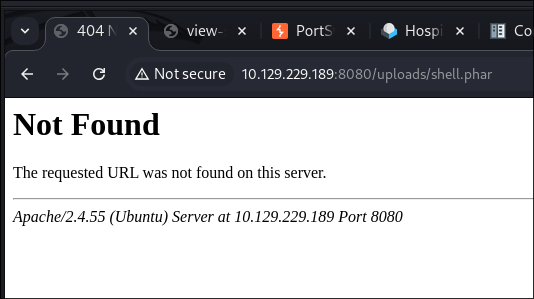 404 N
view-
PortS
Hospi
Co
Not secure 10.129.229.189:8080/uploads/shell.phar
Not Found
The requested URL was not found on this server.
Apache/2.4.55 (Ubuntu) Server at 10.129.229.189 Port 8080